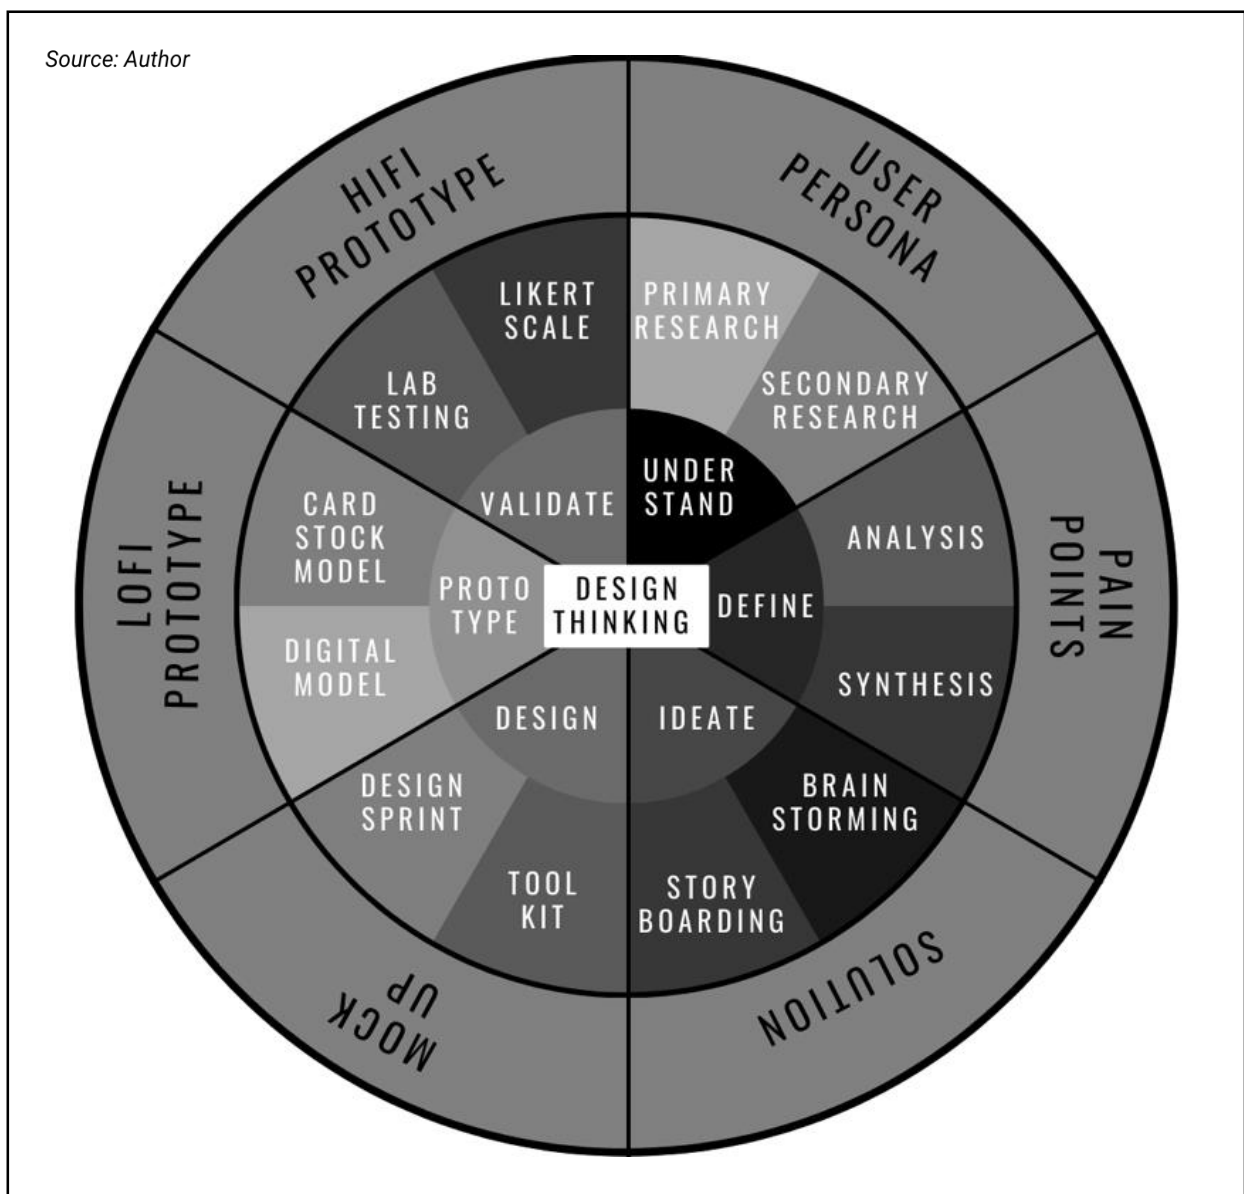 Source: Author
HIFI
PROTOTYPE
USER
PERSONA
LIKERT
SCALE
PRIMARY
RESEARCH
LAB
TESTING
SECONDARY
RESEARCH
VALIDATE
UNDER
STAND
CARD
STOCK
MODEL
ANALYSIS
LOFI
PROTOTYPE
PROTO
TYPE
DESIGN
THINKING
DEFINE
PAIN
POINTS
DIGITAL
MODEL
SYNTHESIS
DESIGN
IDEATE
DESIGN
SPRINT
BRAIN
STORMING
TOOL
KIT
STORY
BOARDING
MOCK
UP
SOLUTION